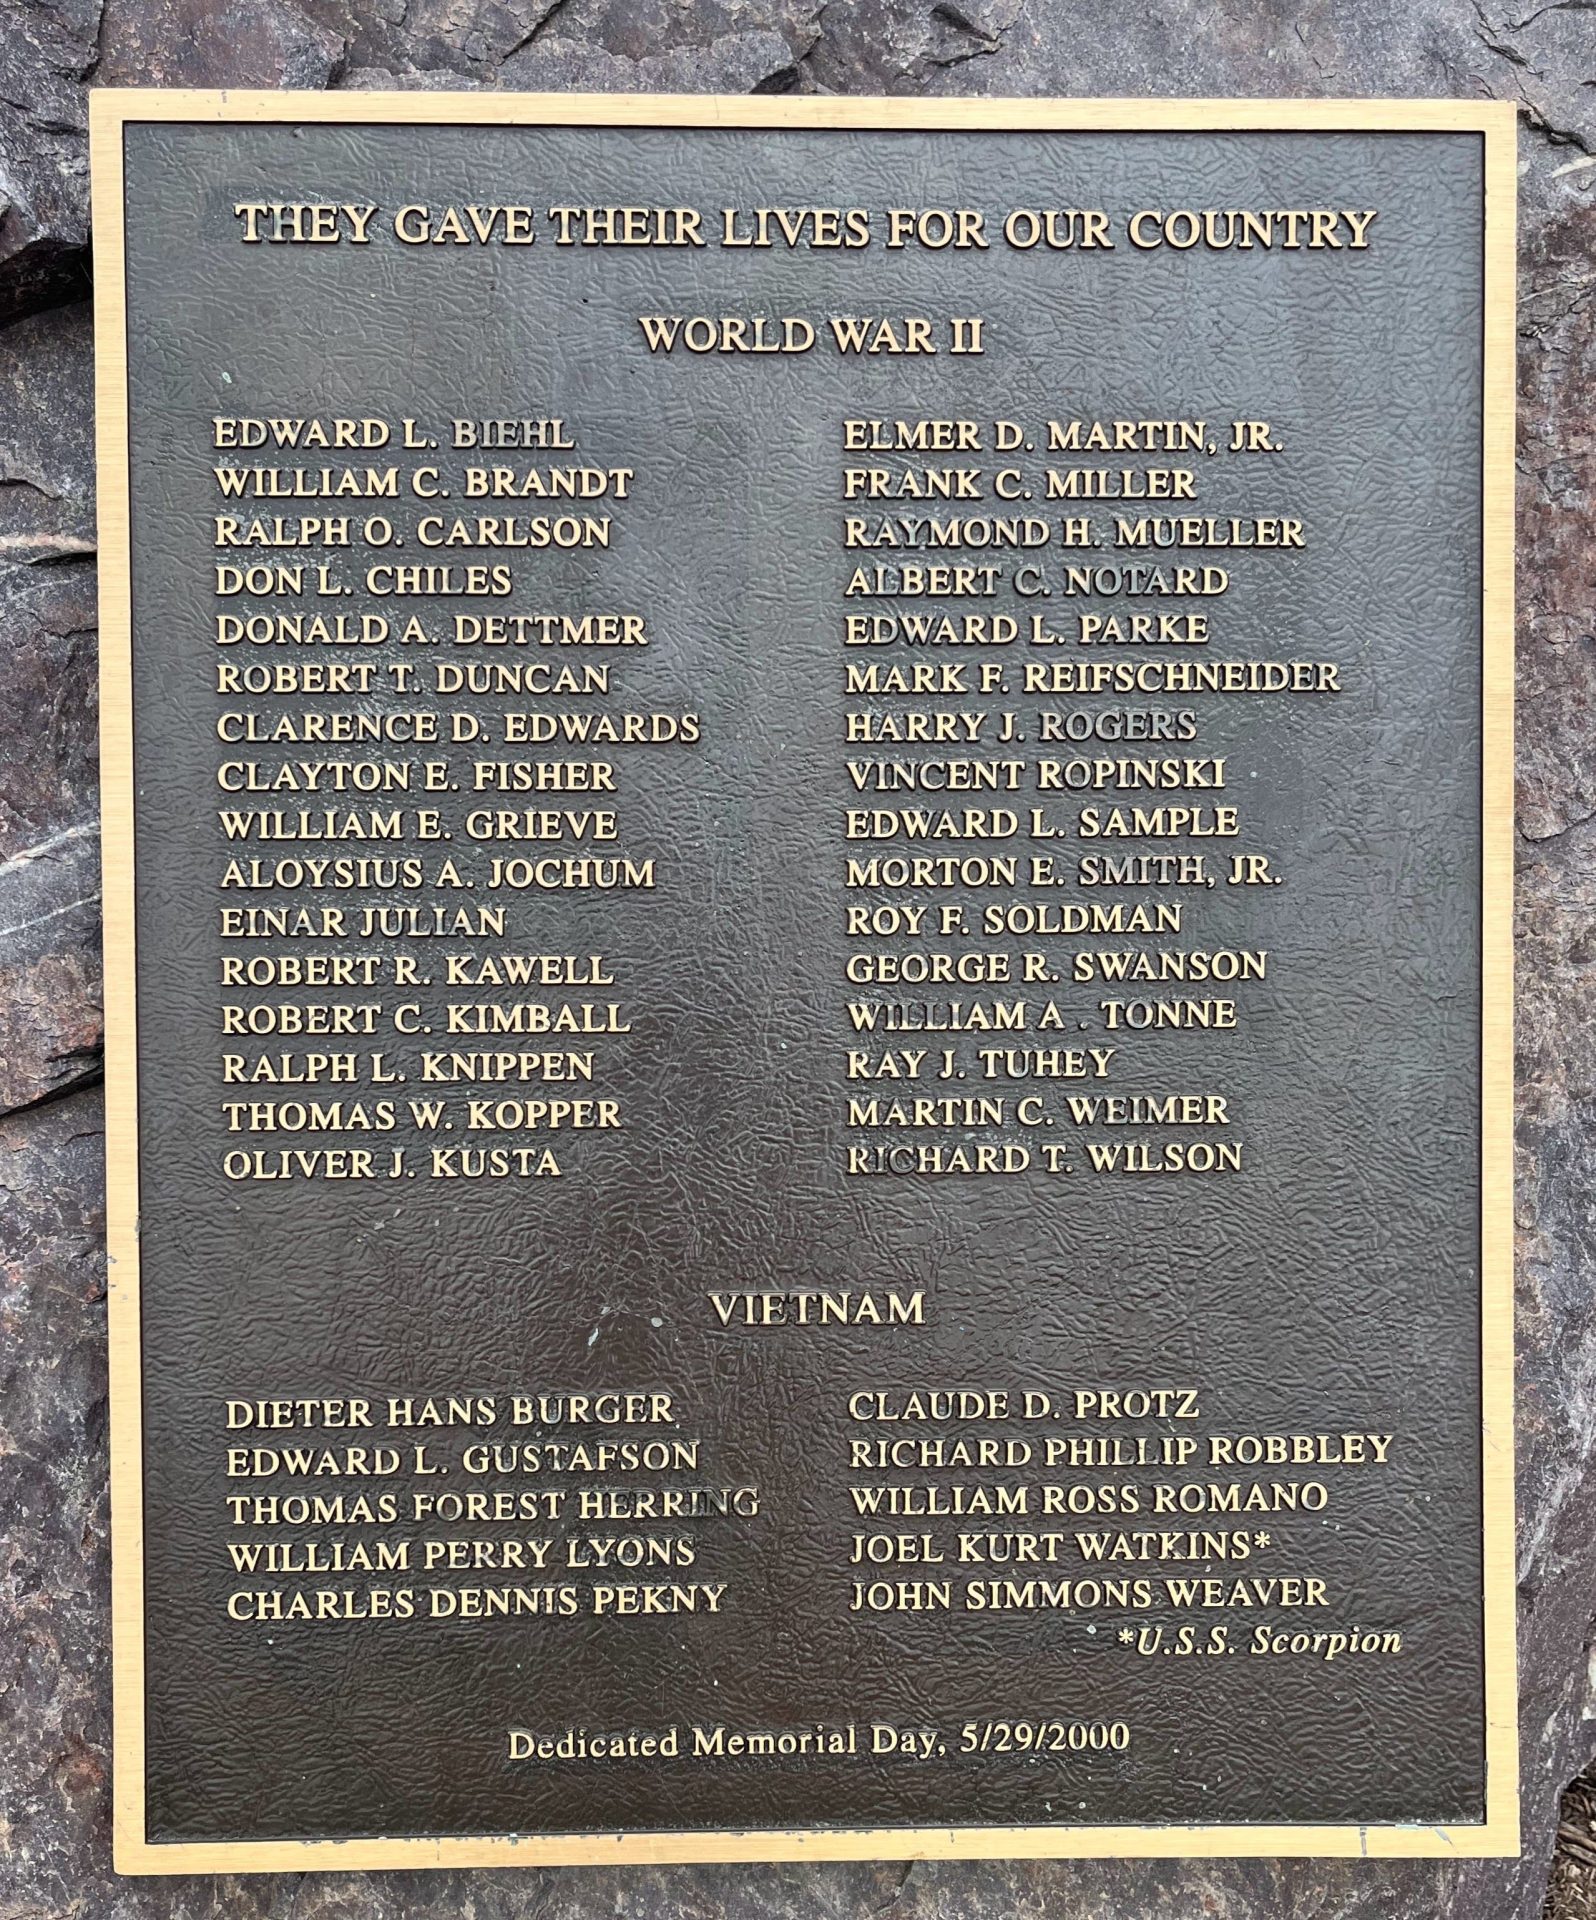 THEY GAVE THEIR LIVES FOR OUR COUNTRY
WORLD WAR II
EDWARD L. BIEHL
WILLIAM C. BRANDT
RALPH O. CARLSON
DON L. CHILES
DONALD A. DETTMER
ROBERT T. DUNCAN
CLARENCE D. EDWARDS
CLAYTON E. FISHER
WILLIAM E. GRIEVE
ALOYSIUS A. JOCHUM
EINAR JULIAN
ROBERT R. KAWELL
ROBERT C. KIMBALL
RALPH L. KNIPPEN
THOMAS W. KOPPER
OLIVER J. KUSTA
ELMER D. MARTIN, JR.
FRANK C. MILLER
RAYMOND H. MUELLER
ALBERT C. NOTARD
EDWARD L. PARKE
MARK F. REIFSCHNEIDER
HARRY J. ROGERS
VINCENT ROPINSKI
EDWARD L. SAMPLE
MORTON E. SMITH, JR.
ROY F. SOLDMAN
GEORGE R. SWANSON
WILLIAM A . TONNE
RAY J. TUHEY
MARTIN C. WEIMER
RICHARD T. WILSON
VIETNAM
DIETER HANS BURGER
EDWARD L. GUSTAFSON
THOMAS FOREST HERRING
WILLIAM PERRY LYONS
CHARLES DENNIS PEKNY
CLAUDE D. PROTZ
RICHARD PHILLIP ROBBLEY
WILLIAM ROSS ROMANO
JOEL KURT WATKINS*
JOHN SIMMONS WEAVER
*U.S.S. Scorpion
Dedicated Memorial Day, 5/29/2000